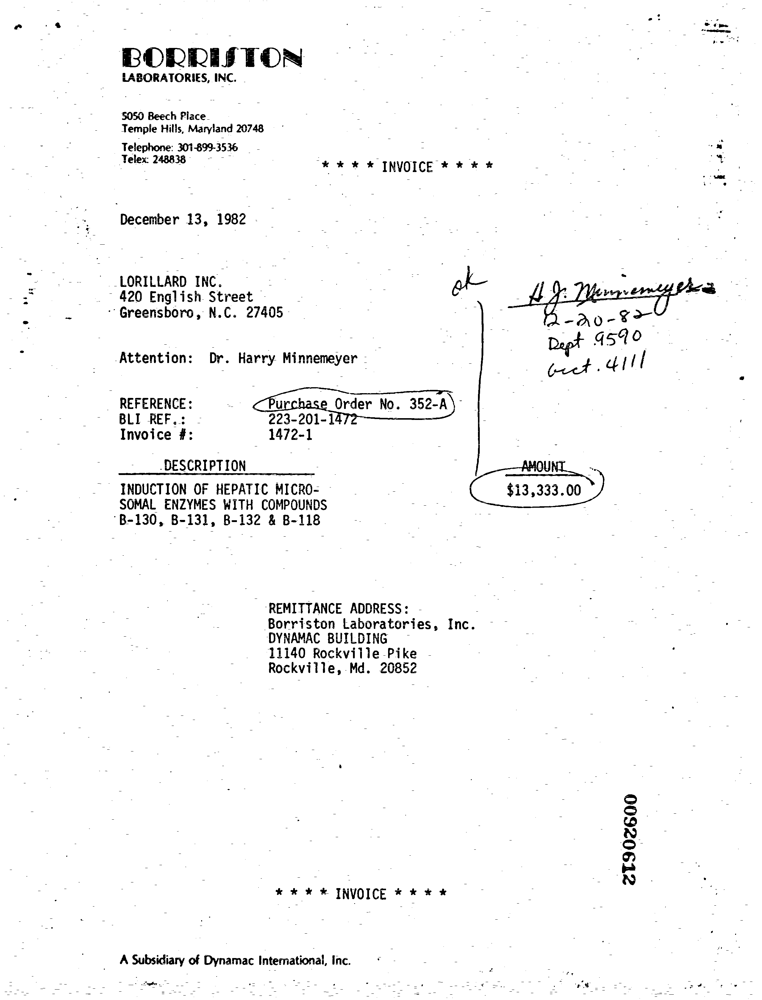 BORRISTON
LABORATORIES, INC.
5050 Beech Place
Temple Hills, Maryland 20748
Telephone: 301-899-3536
Telex: 248838
* * * * INVOICE * * * *
December 13, 1982
LORILLARD INC.
420 English Street
Greensboro, N.C. 27405
ok
H. J. Minnemeyer
12-20-82
Dept 9590
Acct. 4111
Attention: Dr. Harry Minnemeyer
REFERENCE: Purchase Order No. 352-A
BLI REF.: 223-201-1472
Invoice #: 1472-1
DESCRIPTION AMOUNT
INDUCTION OF HEPATIC MICRO- $13,333.00
SOMAL ENZYMES WITH COMPOUNDS
B-130, B-131, B-132 & B-118
REMITTANCE ADDRESS:
Borriston Laboratories, Inc.
DYNAMAC BUILDING
11140 Rockville Pike
Rockville, Md. 20852
00920612
* * * * INVOICE * * * *
A Subsidiary of Dynamac International, Inc.